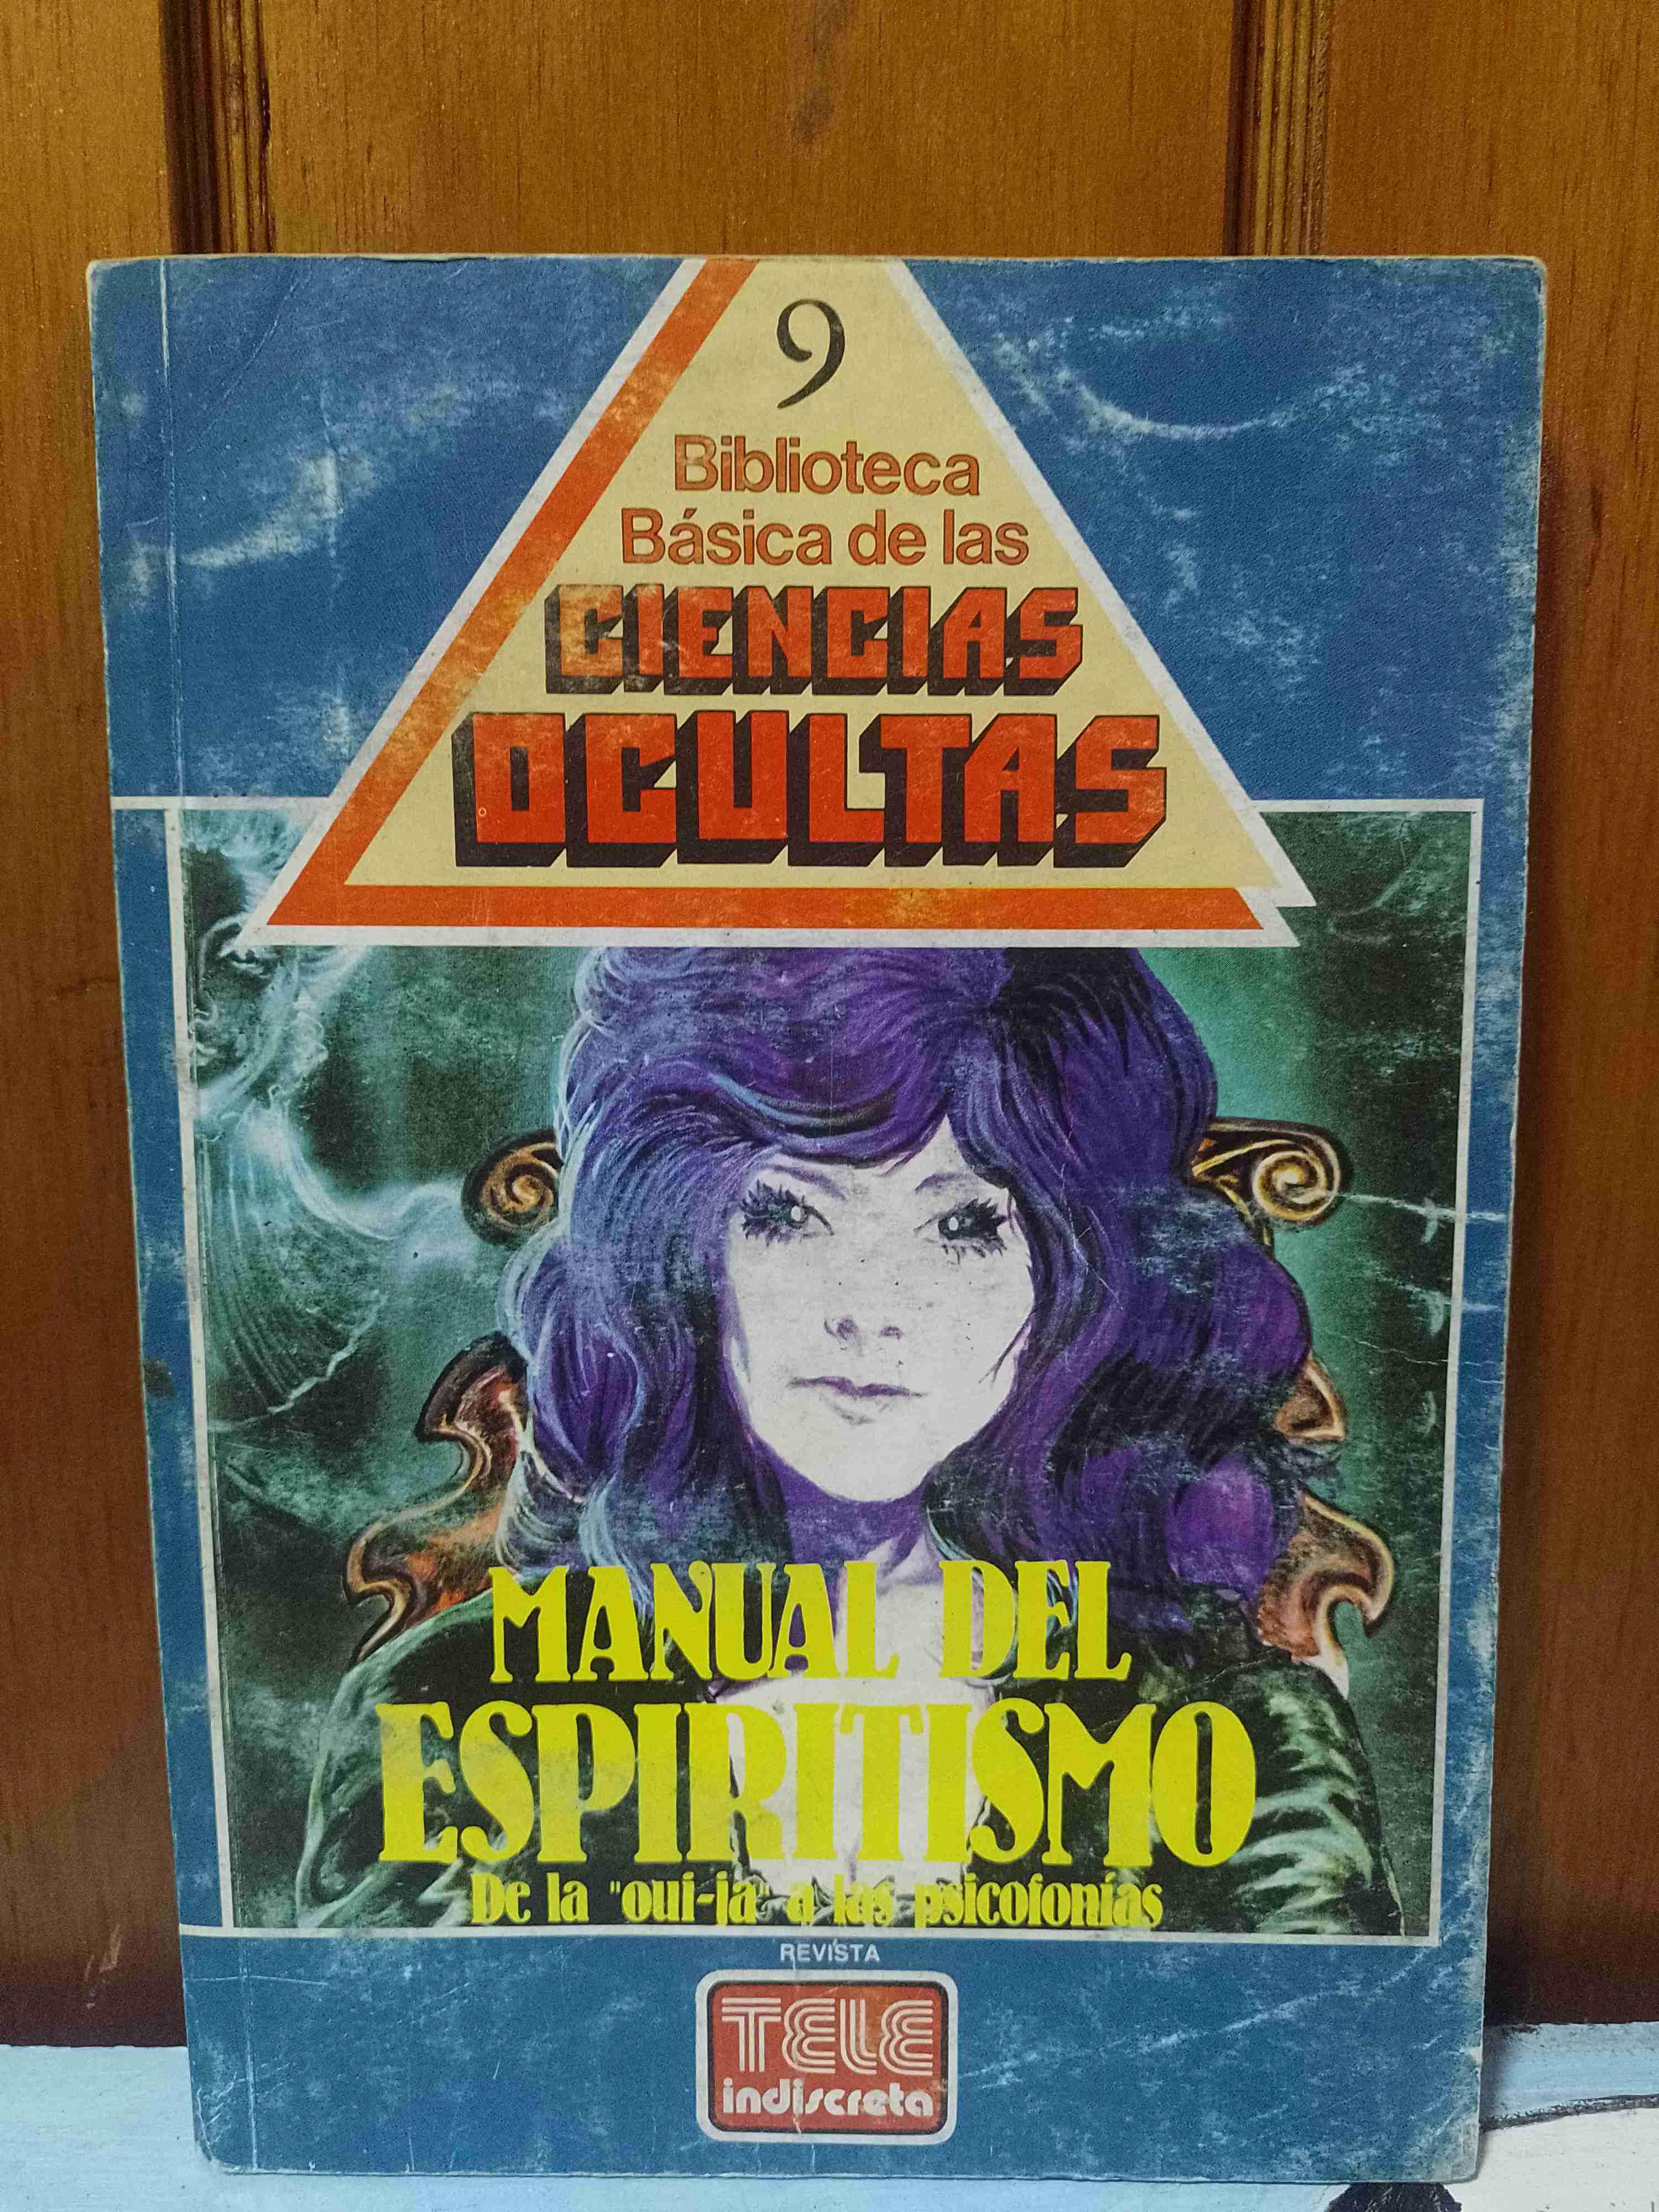 9
Biblioteca
Básica de las
CIENCIAS
OCULTAS
MANUAL DEL
ESPIRITISMO
De la "oui-ja" a las psicofonías
REVISTA
TELE
indiscreta